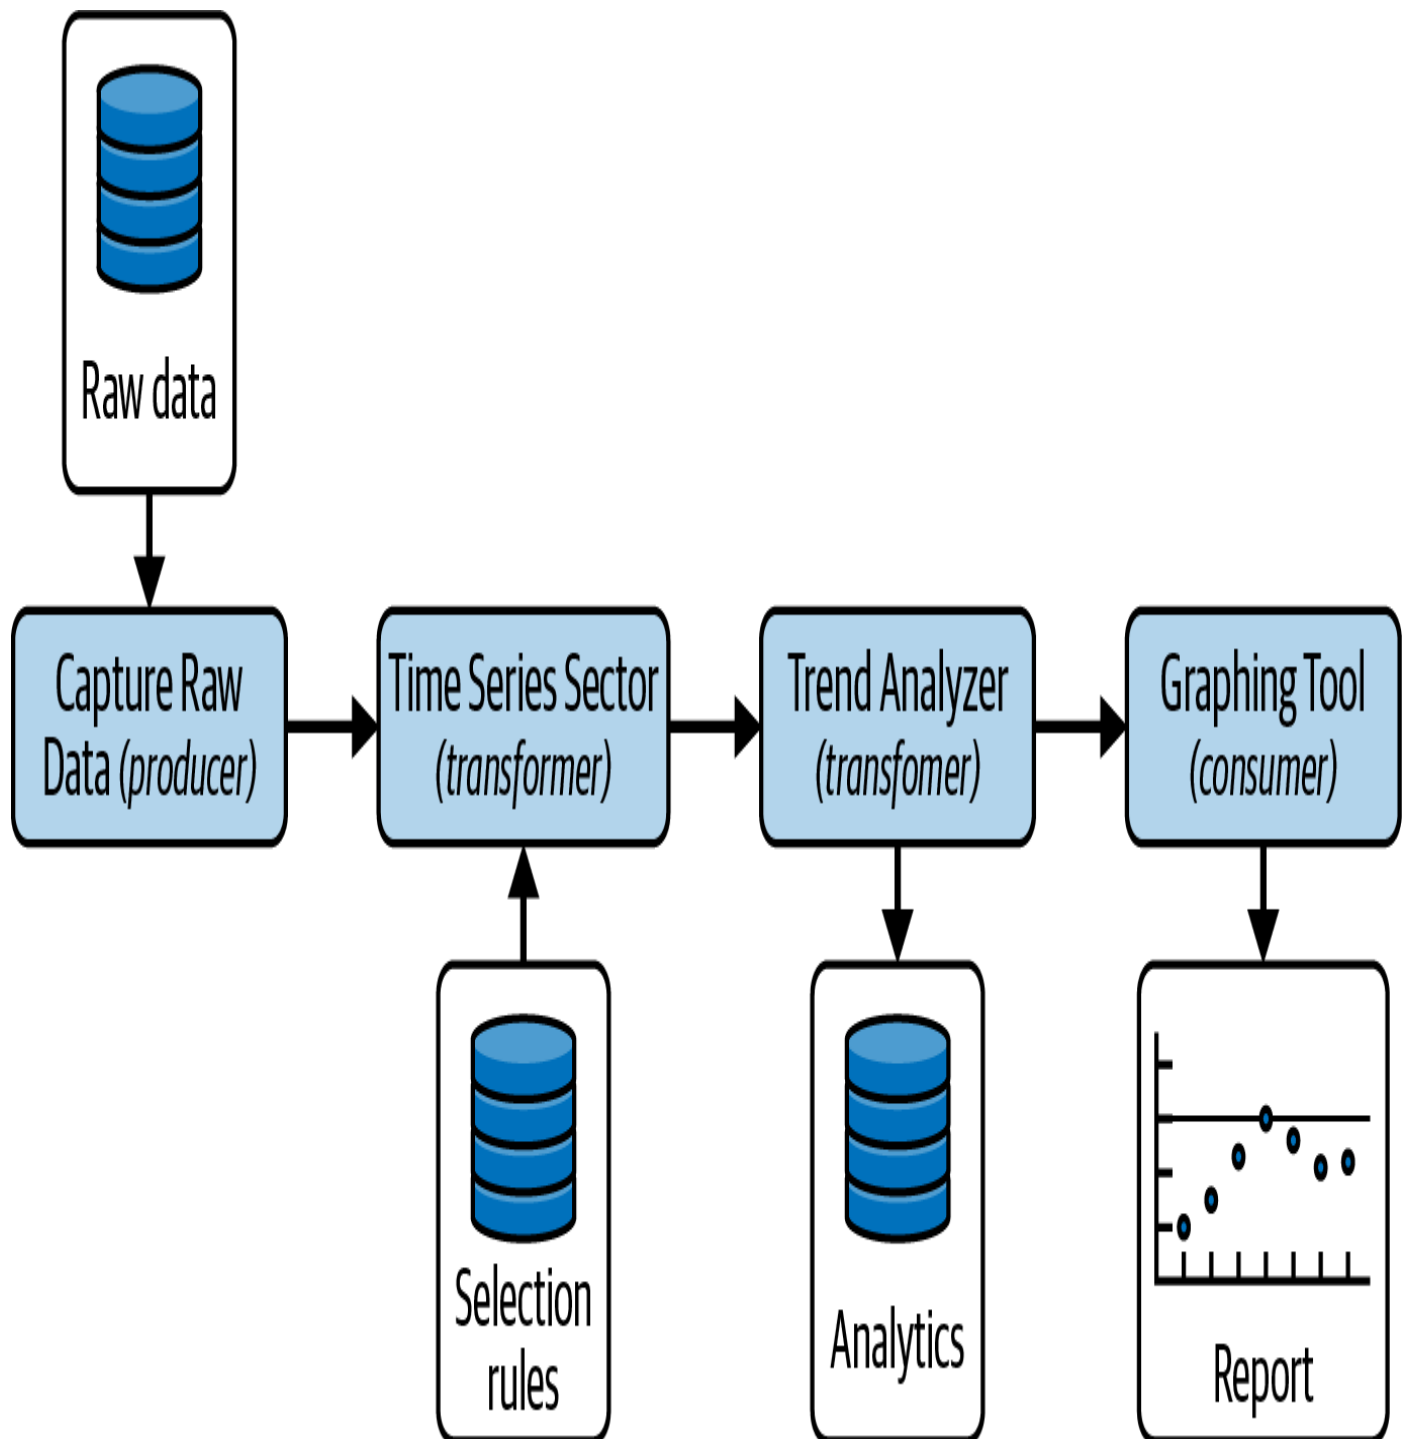 Raw data
Capture Raw
Data (producer)
Time Series Sector
(transformer)
Trend Analyzer
(transfomer)
Graphing Tool
(consumer)
Selection
rules
Analytics
Report